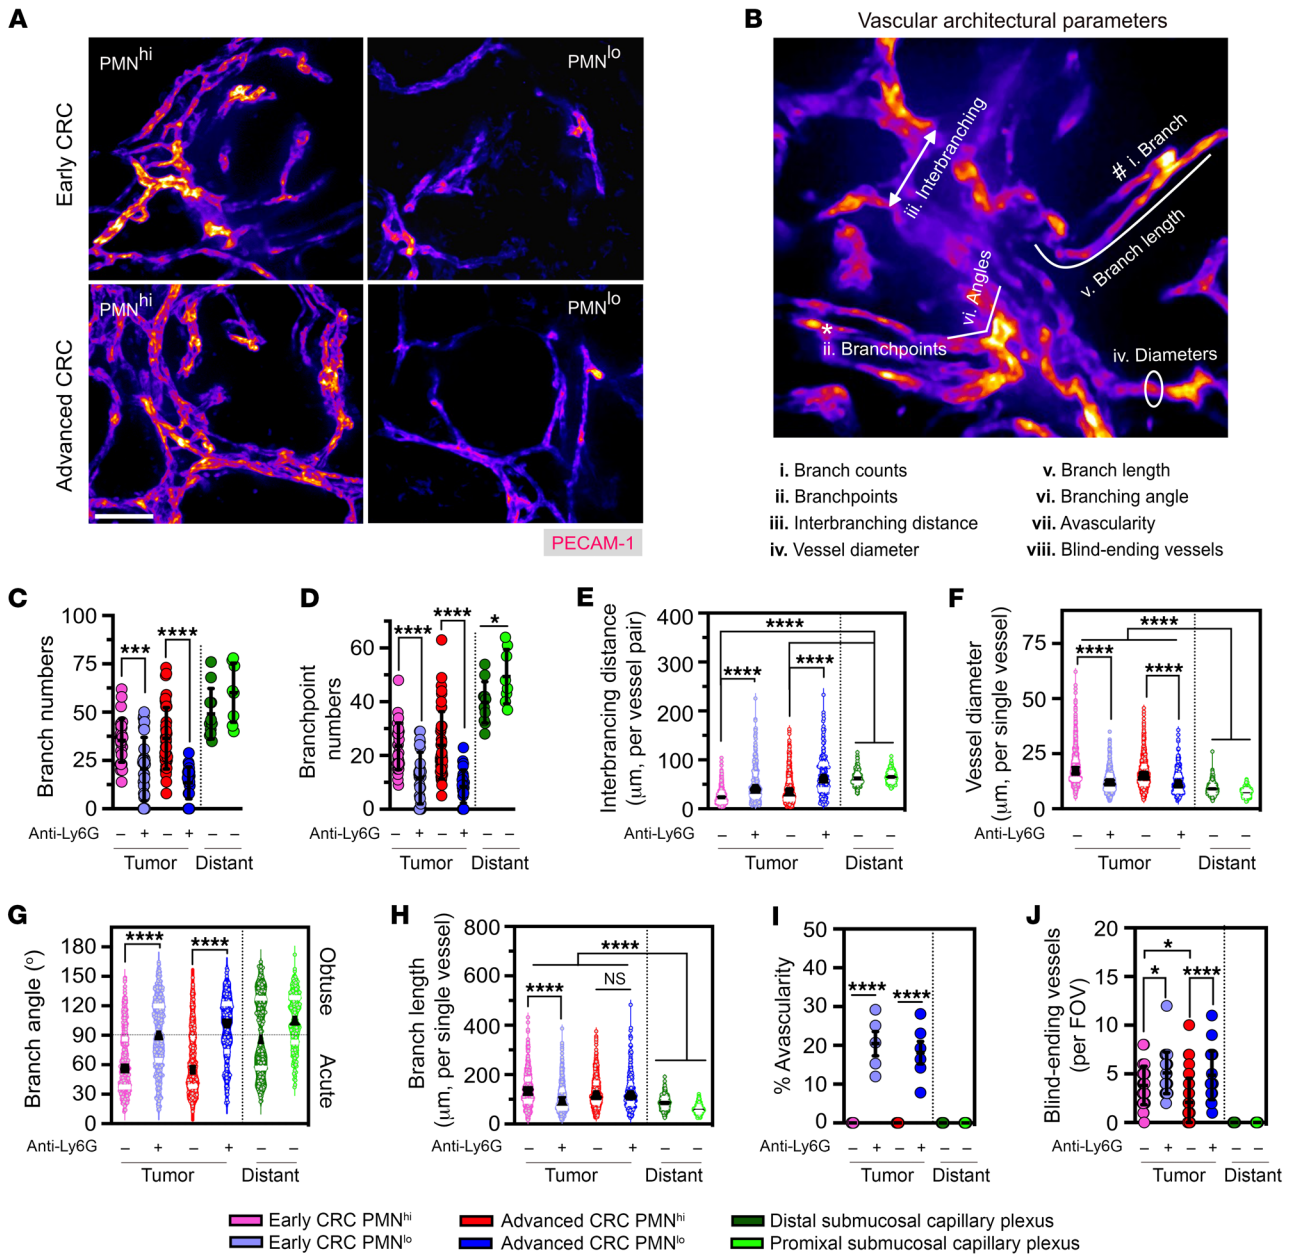 A
PMNhi
PMNlo
Early CRC
PMNhi
PMNlo
Advanced CRC
PECAM-1
B
Vascular architectural parameters
# i. Branch
iii. Interbranching
v. Branch length
vi. Angles
*
ii. Branchpoints
iv. Diameters
i. Branch counts
ii. Branchpoints
iii. Interbranching distance
iv. Vessel diameter
v. Branch length
vi. Branching angle
vii. Avascularity
viii. Blind-ending vessels
C
Branch numbers
100
75
50
25
0
*** ****
Anti-Ly6G – + – + – –
Tumor Distant
D
Branchpoint
numbers
60
40
20
0
**** **** *
Anti-Ly6G – + – + – –
Tumor Distant
E
Interbrancing distance
(μm, per vessel pair)
400
300
200
100
50
0
****
**** ****
Anti-Ly6G – + – + – –
Tumor Distant
F
Vessel diameter
(μm, per single vessel)
75
50
25
0
****
**** ****
Anti-Ly6G – + – + – –
Tumor Distant
G
Branch angle (o)
180
150
120
90
60
30
0
**** ****
Obtuse
Acute
Anti-Ly6G – + – + – –
Tumor Distant
H
Branch length
(μm, per single vessel)
800
600
400
200
100
0
****
**** NS
Anti-Ly6G – + – + – –
Tumor Distant
I
% Avascularity
50
40
30
20
10
0
**** ****
Anti-Ly6G – + – + – –
Tumor Distant
J
Blind-ending vessels
(per FOV)
20
15
10
5
0
*
* ****
Anti-Ly6G – + – + – –
Tumor Distant
Early CRC PMNhi
Advanced CRC PMNhi
Distal submucosal capillary plexus
Early CRC PMNlo
Advanced CRC PMNlo
Promixal submucosal capillary plexus